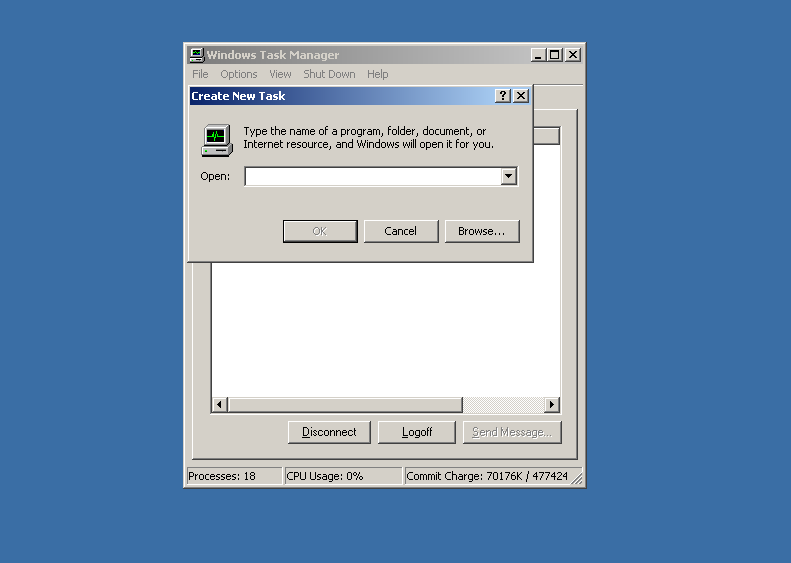 Windows Task Manager
File Options View Shut Down Help
Create New Task
Type the name of a program, folder, document, or
Internet resource, and Windows will open it for you.
Open:
OK Cancel Browse...
Disconnect Logoff Send Message...
Processes: 18 CPU Usage: 0% Commit Charge: 70176K / 477424